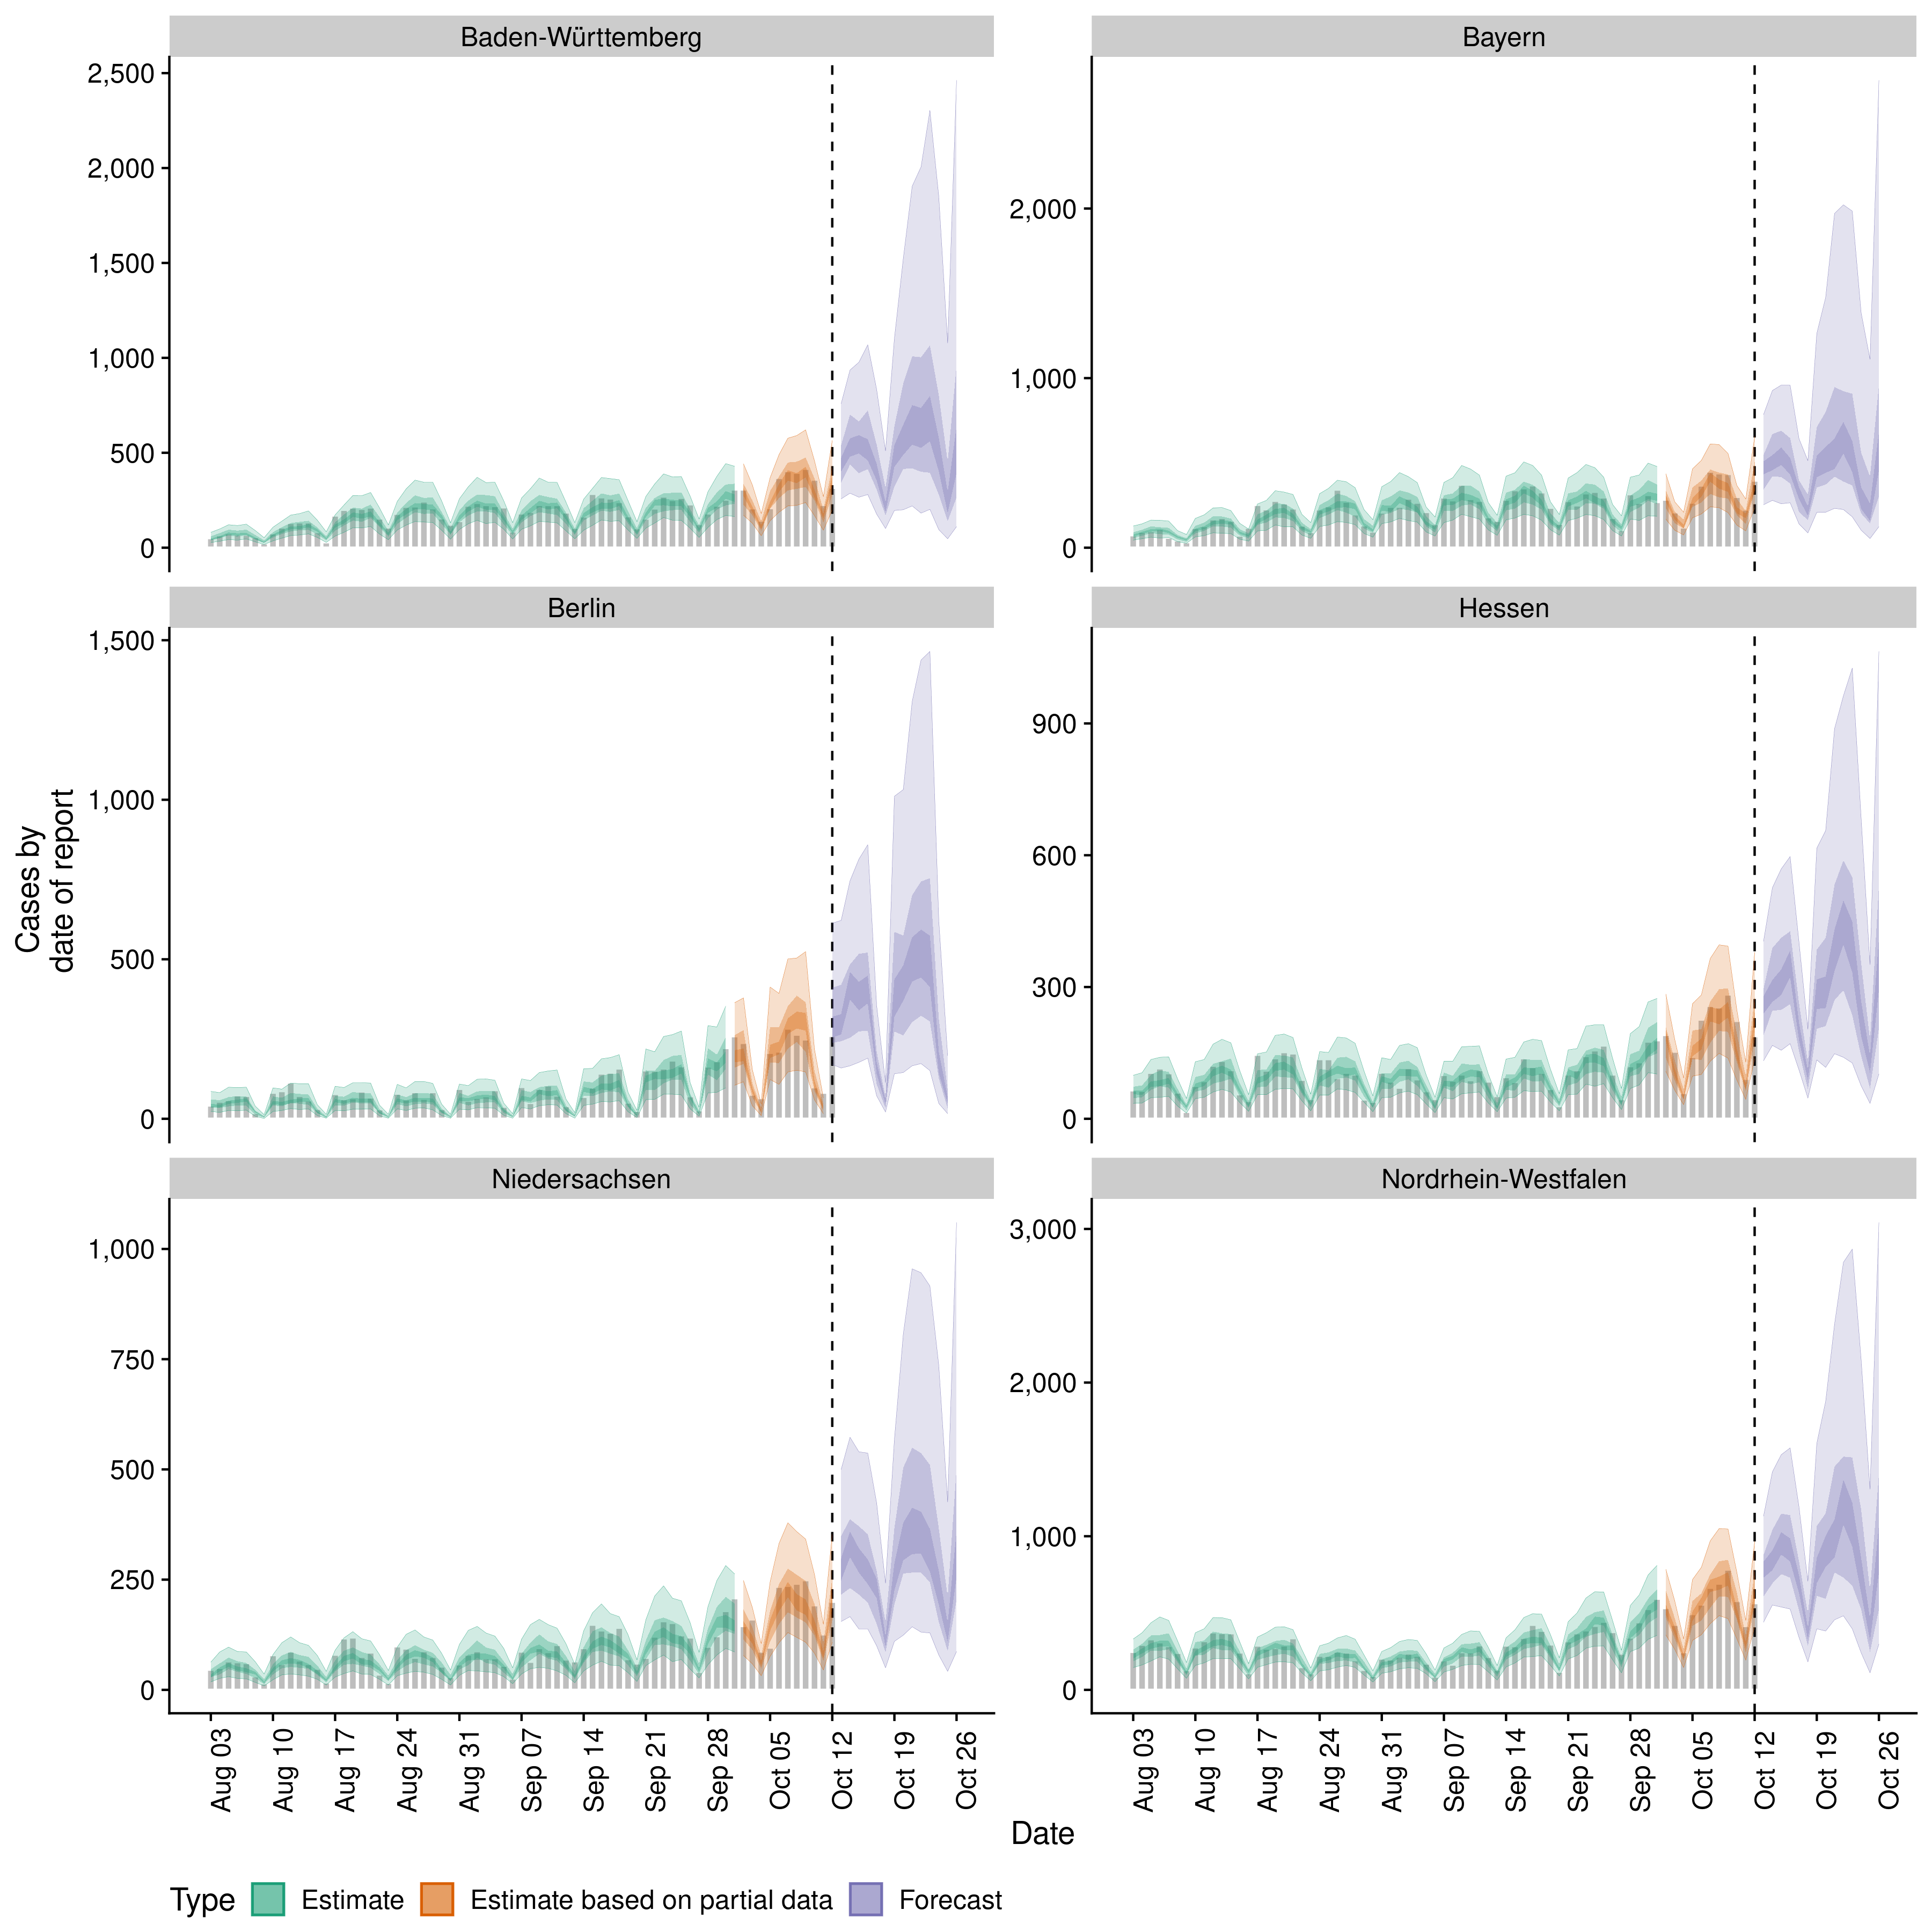 Baden-Württemberg
Bayern
2,500
2,000
1,500
1,000
500
0
2,000
1,000
0
Berlin
Hessen
1,500
1,000
500
0
900
600
300
0
Cases by
date of report
Niedersachsen
Nordrhein-Westfalen
1,000
750
500
250
0
3,000
2,000
1,000
0
Aug 03
Aug 10
Aug 17
Aug 24
Aug 31
Sep 07
Sep 14
Sep 21
Sep 28
Oct 05
Oct 12
Oct 19
Oct 26
Aug 03
Aug 10
Aug 17
Aug 24
Aug 31
Sep 07
Sep 14
Sep 21
Sep 28
Oct 05
Oct 12
Oct 19
Oct 26
Date
Type Estimate Estimate based on partial data Forecast